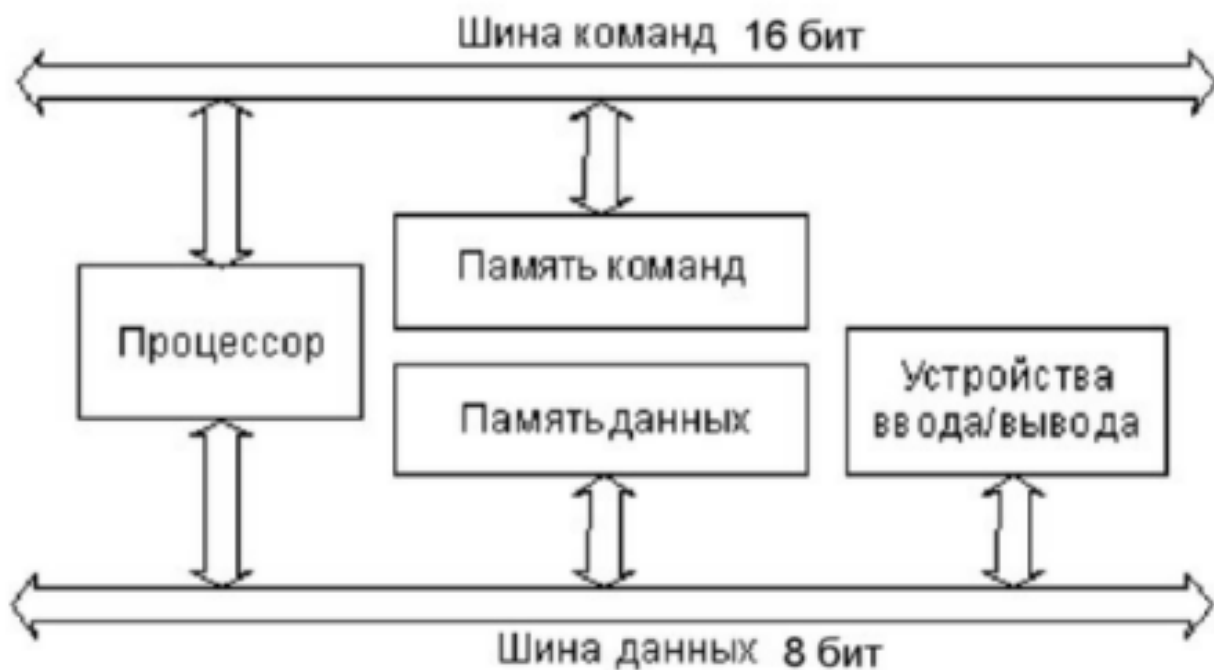 Шина команд 16 бит
Память команд
Процессор
Память данных
Устройства
ввода/вывода
Шина данных 8 бит